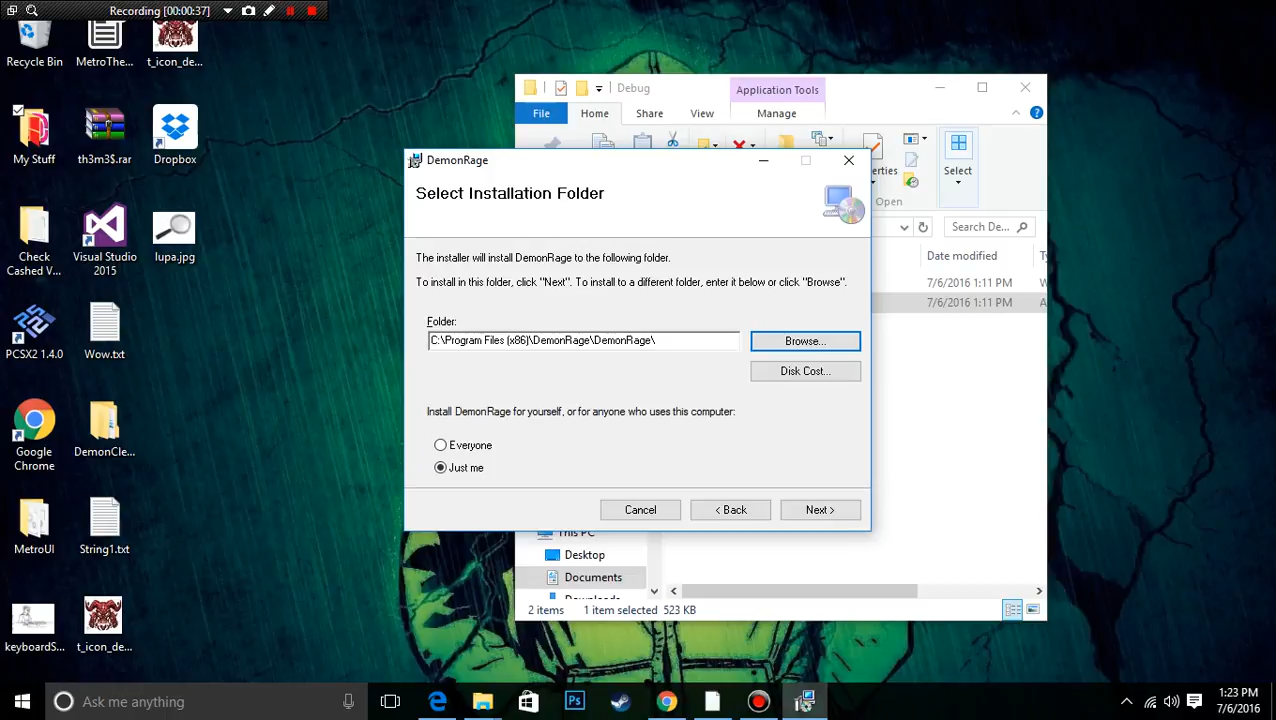 Recording [00:00:37]
Recycle Bin
MetroThe...
t_icon_de...
My Stuff
th3m3S.rar
Dropbox
Check
Cashed V...
Visual Studio
2015
lupa.jpg
PCSX2 1.4.0
Wow.txt
Google
Chrome
DemonCle...
MetroUI
String1.txt
keyboardS...
t_icon_de...
Debug
Application Tools
File
Home
Share
View
Manage
Select
Open
Search De...
Date modified
7/6/2016 1:11 PM
7/6/2016 1:11 PM
DemonRage
Select Installation Folder
The installer will install DemonRage to the following folder.
To install in this folder, click "Next". To install to a different folder, enter it below or click "Browse".
Folder:
C:\Program Files (x86)\DemonRage\DemonRage\
Browse...
Disk Cost...
Install DemonRage for yourself, or for anyone who uses this computer:
Everyone
Just me
Cancel
< Back
Next >
This PC
Desktop
Documents
2 items
1 item selected 523 KB
Ask me anything
Ps
1:23 PM
7/6/2016